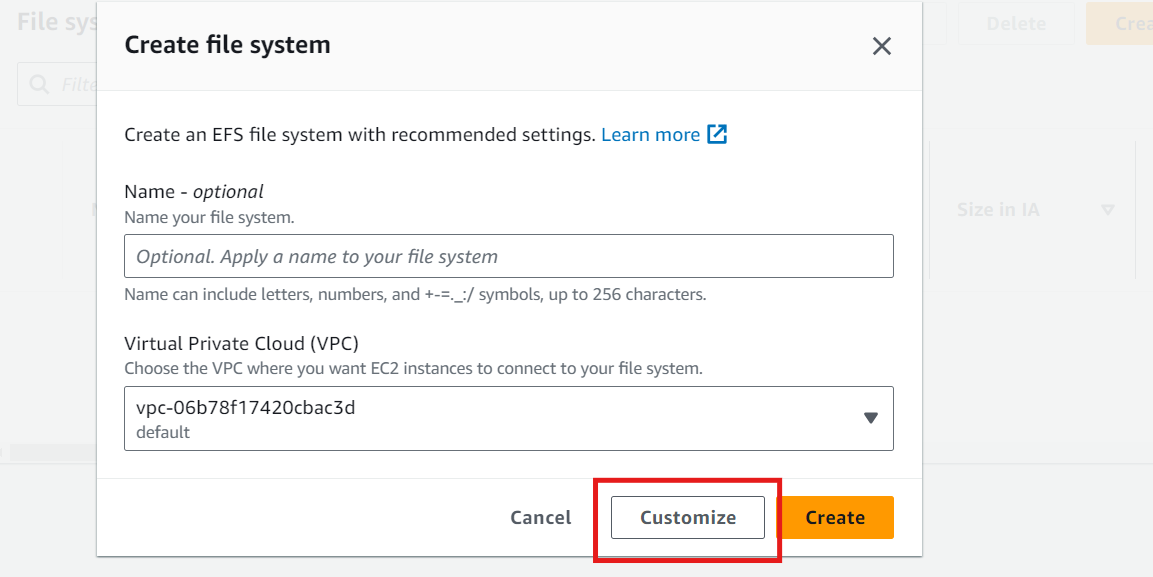 File sys
Delete
Crea
Filte
Size in IA
Create file system
Create an EFS file system with recommended settings. Learn more
Name - optional
Name your file system.
Optional. Apply a name to your file system
Name can include letters, numbers, and +-=._:/ symbols, up to 256 characters.
Virtual Private Cloud (VPC)
Choose the VPC where you want EC2 instances to connect to your file system.
vpc-06b78f17420cbac3d
default
Cancel
Customize
Create